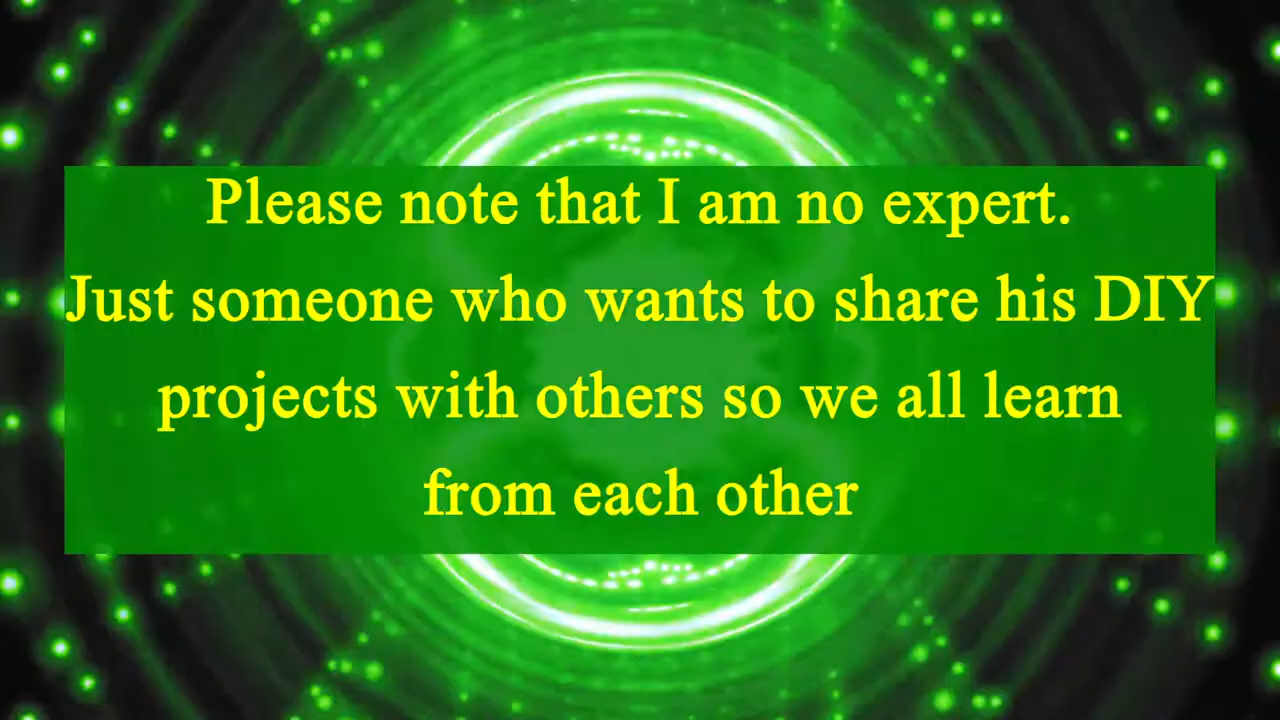 Please note that I am no expert.
Just someone who wants to share his DIY
projects with others so we all learn
from each other